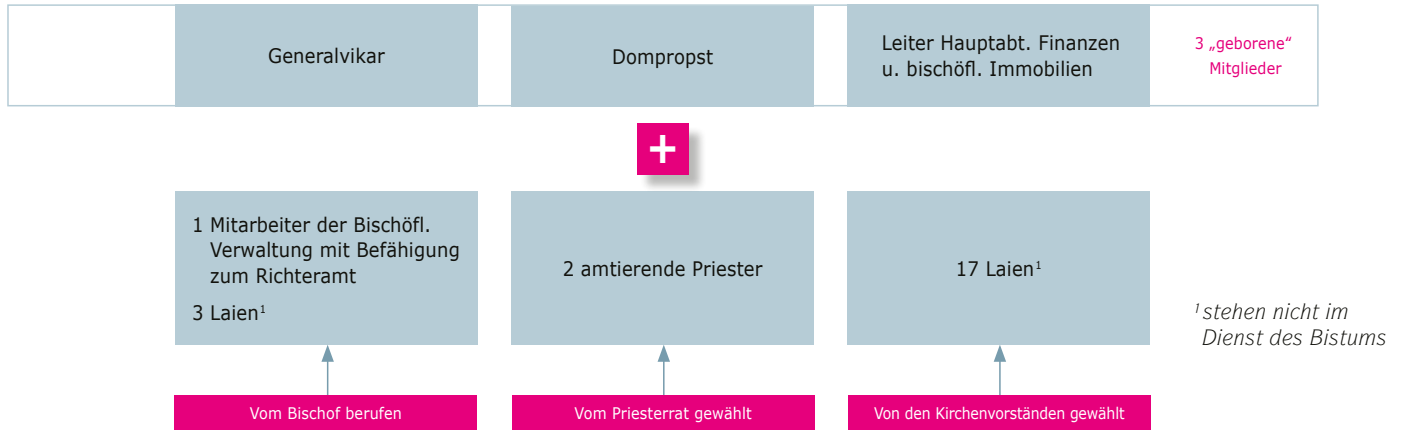 Generalvikar
Dompropst
Leiter Hauptabt. Finanzen
u. bischöfl. Immobilien
3 „geborene“
Mitglieder
+
1 Mitarbeiter der Bischöfl.
Verwaltung mit Befähigung
zum Richteramt
3 Laien¹
2 amtierende Priester
17 Laien¹
¹ stehen nicht im
Dienst des Bistums
Vom Bischof berufen
Vom Priesterrat gewählt
Von den Kirchenvorständen gewählt